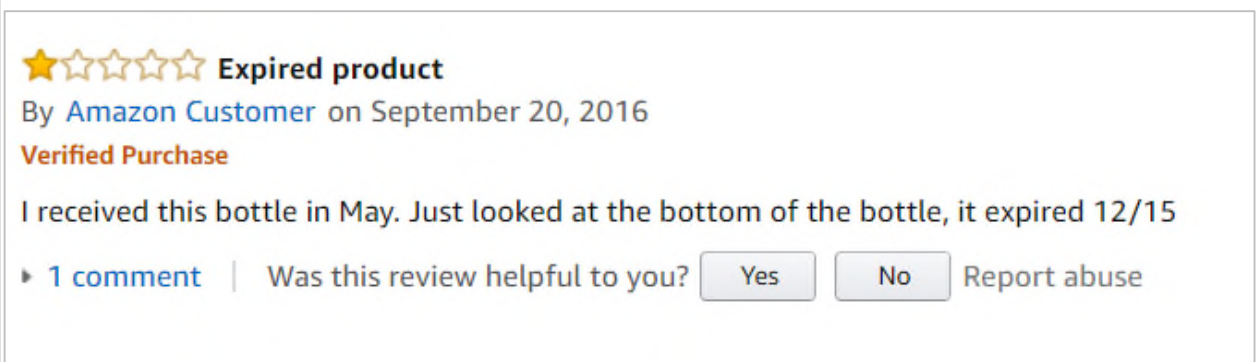 Expired product
By Amazon Customer on September 20, 2016
Verified Purchase
I received this bottle in May. Just looked at the bottom of the bottle, it expired 12/15
1 comment | Was this review helpful to you? Yes No Report abuse